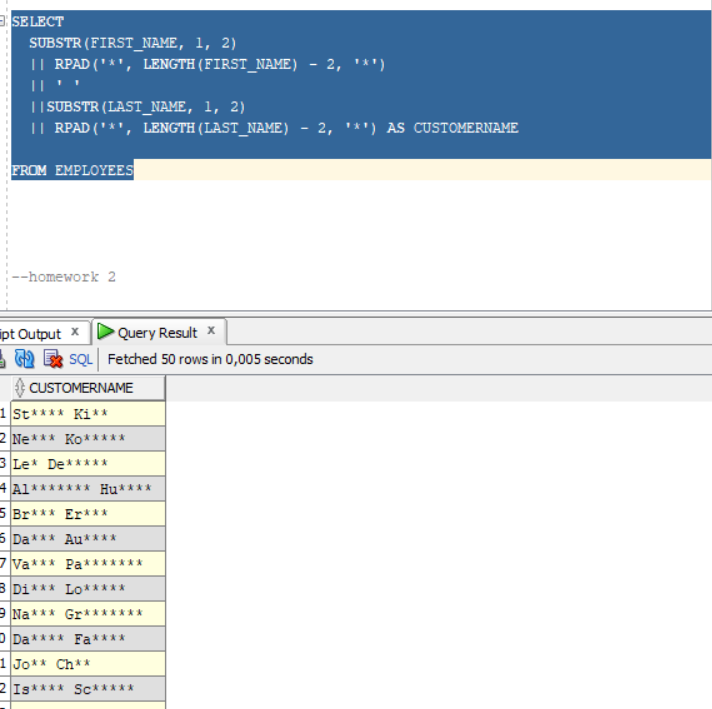 SELECT
SUBSTR(FIRST_NAME, 1, 2)
|| RPAD('*', LENGTH(FIRST_NAME) - 2, '*')
|| ' '
||SUBSTR(LAST_NAME, 1, 2)
|| RPAD('*', LENGTH(LAST_NAME) - 2, '*') AS CUSTOMERNAME
FROM EMPLOYEES
--homework 2
ipt Output x Query Result x
SQL Fetched 50 rows in 0,005 seconds
CUSTOMERNAME
1 St**** Ki**
2 Ne*** Ko*****
3 Le* De*****
4 Al******* Hu****
5 Br*** Er***
6 Da*** Au****
7 Va*** Pa*******
8 Di*** Lo*****
9 Na*** Gr*******
0 Da**** Fa****
1 Jo** Ch**
2 Is**** Sc*****